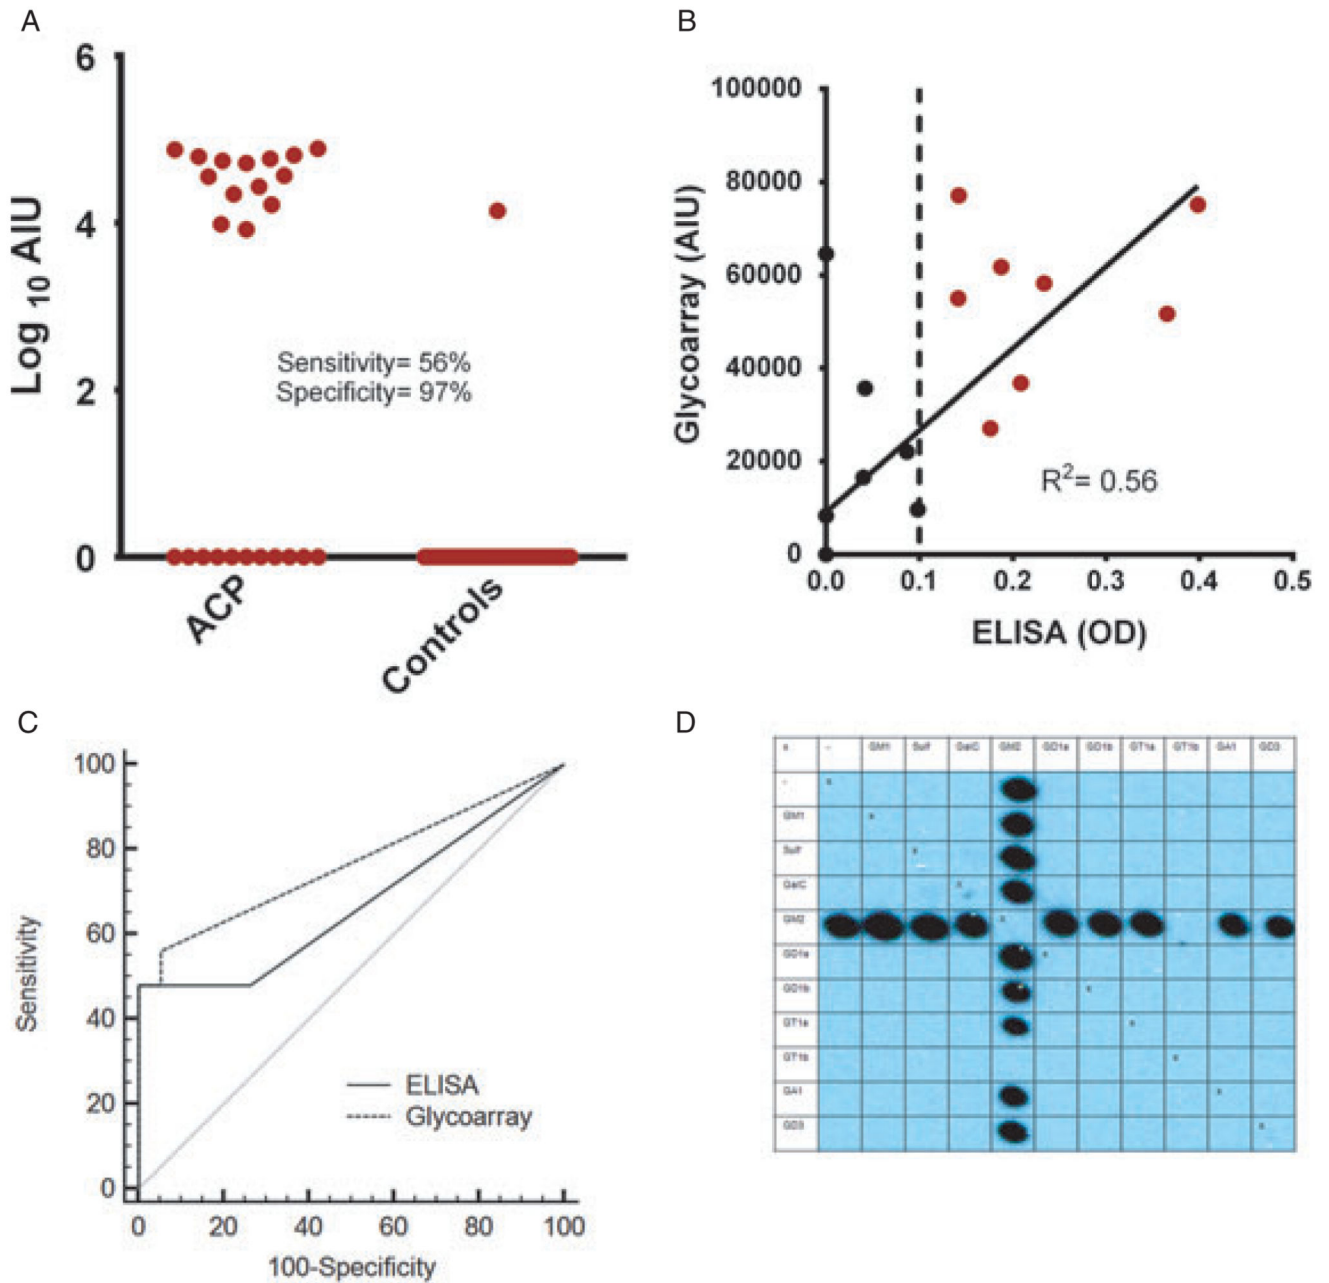 A
6
4
2
0
Log 10 AIU
Sensitivity= 56%
Specificity= 97%
ACP
Controls
B
100000
80000
60000
40000
20000
0
Glycoarray (AIU)
R2= 0.56
0.0 0.1 0.2 0.3 0.4 0.5
ELISA (OD)
C
100
80
60
40
20
0
Sensitivity
ELISA
Glycoarray
0 20 40 60 80 100
100-Specificity
D
x - GM1 Sulf GalC GM2 GD1a GD1b GT1a GT1b GA1 GD3
-
GM1
Sulf
GalC
GM2
GD1a
GD1b
GT1a
GT1b
GA1
GD3